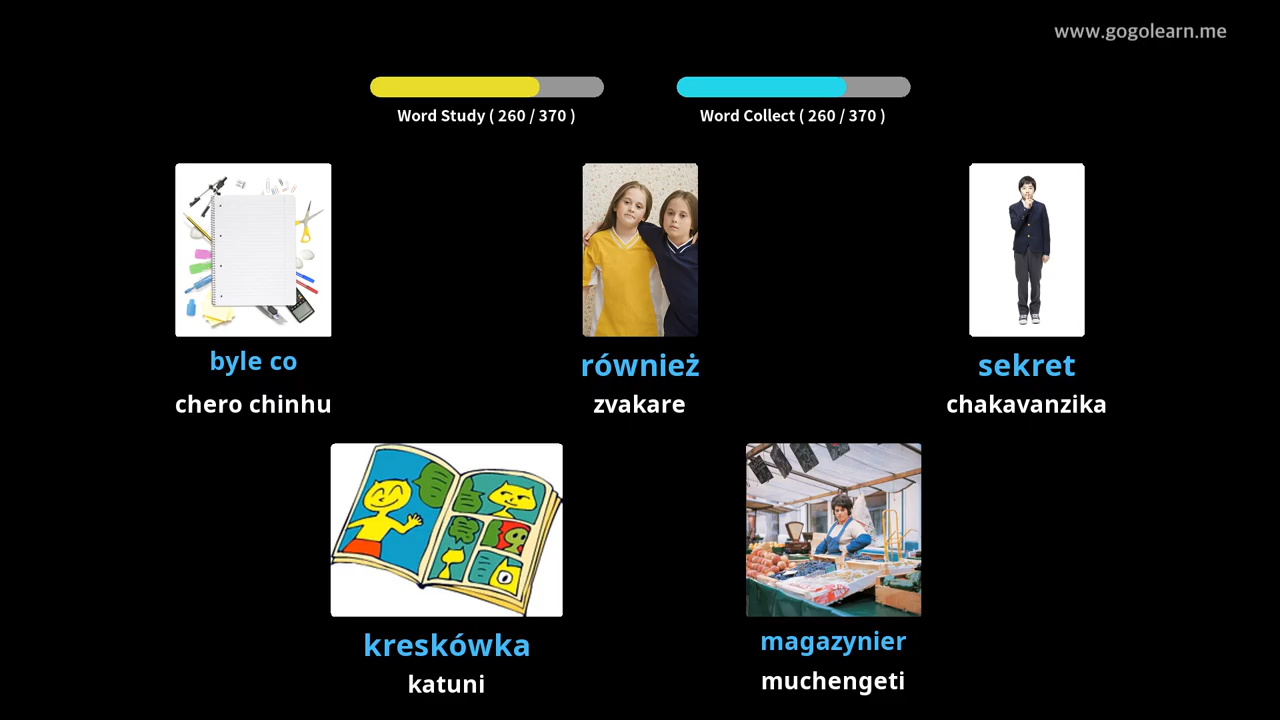 www.gogolearn.me
Word Study ( 260 / 370 )
Word Collect ( 260 / 370 )
byle co
chero chinhu
również
zvakare
sekret
chakavanzika
kreskówka
katuni
magazynier
muchengeti